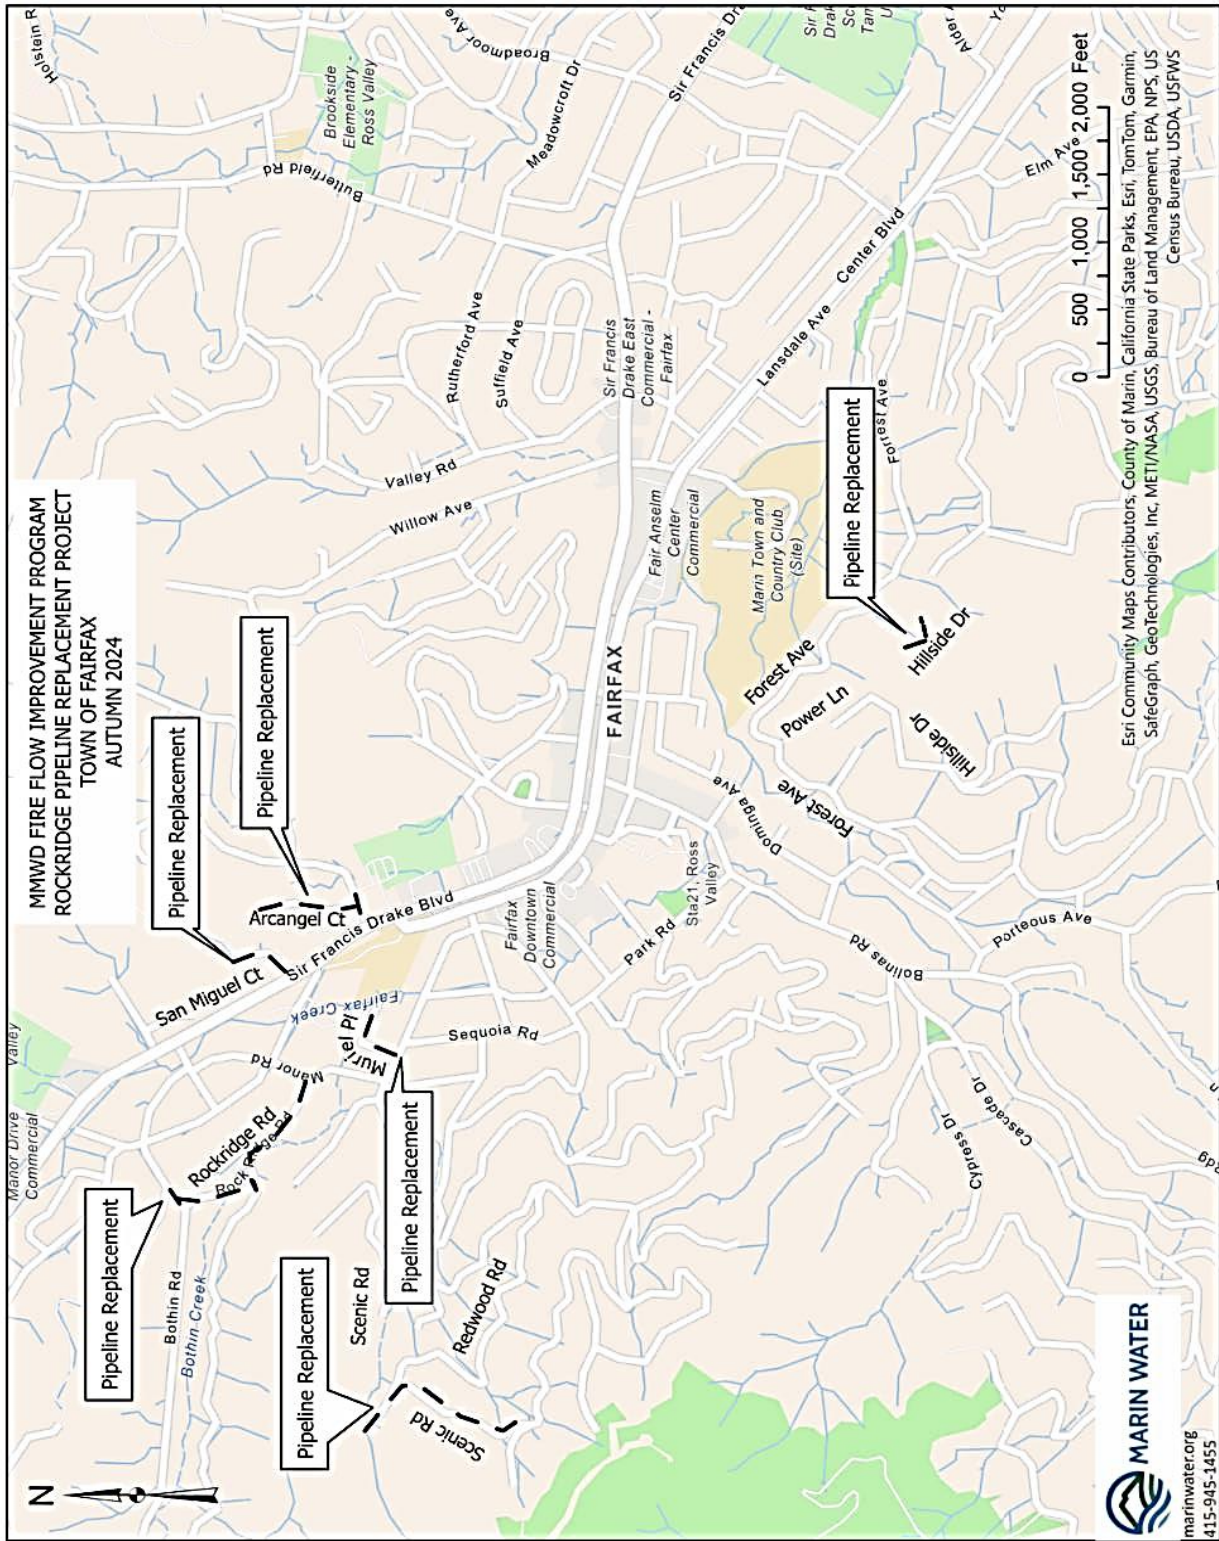 MMWD FIRE FLOW IMPROVEMENT PROGRAM
ROCKRIDGE PIPELINE REPLACEMENT PROJECT
TOWN OF FAIRFAX
AUTUMN 2024
N
Manor Drive
Commercial
Valley
Holstein R
Broadmoor Ave
Brookside
Elementary -
Ross Valley
Butterfield Rd
Meadowcroft Dr
Sir Francis Dra
Sir F
Drak
Sc
Tam
U
Alder A
Yo
Pipeline Replacement
Bothin Rd
Bothin Creek
Rockridge Rd
Manor Rd
Pipeline Replacement
San Miguel Ct
Pipeline Replacement
Arcangel Ct
Sir Francis Drake Blvd
Willow Ave
Valley Rd
Rutherford Ave
Suffield Ave
Sir Francis
Drake East
Commercial -
Fairfax
Fairfax Creek
Muriel Pl
Pipeline Replacement
Sequoia Rd
Pipeline Replacement
Scenic Rd
Scenic Rd
Redwood Rd
Fairfax
Downtown
Commercial
Park Rd
Sta21, Ross
Valley
FAIRFAX
Fair Anselm
Center
Commercial
Marin Town and
Country Club
(Site)
Lansdale Ave
Center Blvd
Dominga Ave
Forest Ave
Forest Ave
Power Ln
Hillside Dr
Pipeline Replacement
Hillside Dr
Forrest Ave
Elm Ave
Bolinas Rd
Porteous Ave
Cypress Dr
Cascade Dr
0 500 1,000 1,500 2,000 Feet
Esri Community Maps Contributors, County of Marin, California State Parks, Esri, TomTom, Garmin,
SafeGraph, GeoTechnologies, Inc, METI/NASA, USGS, Bureau of Land Management, EPA, NPS, US
Census Bureau, USDA, USFWS
MARIN WATER
marinwater.org
415-945-1455